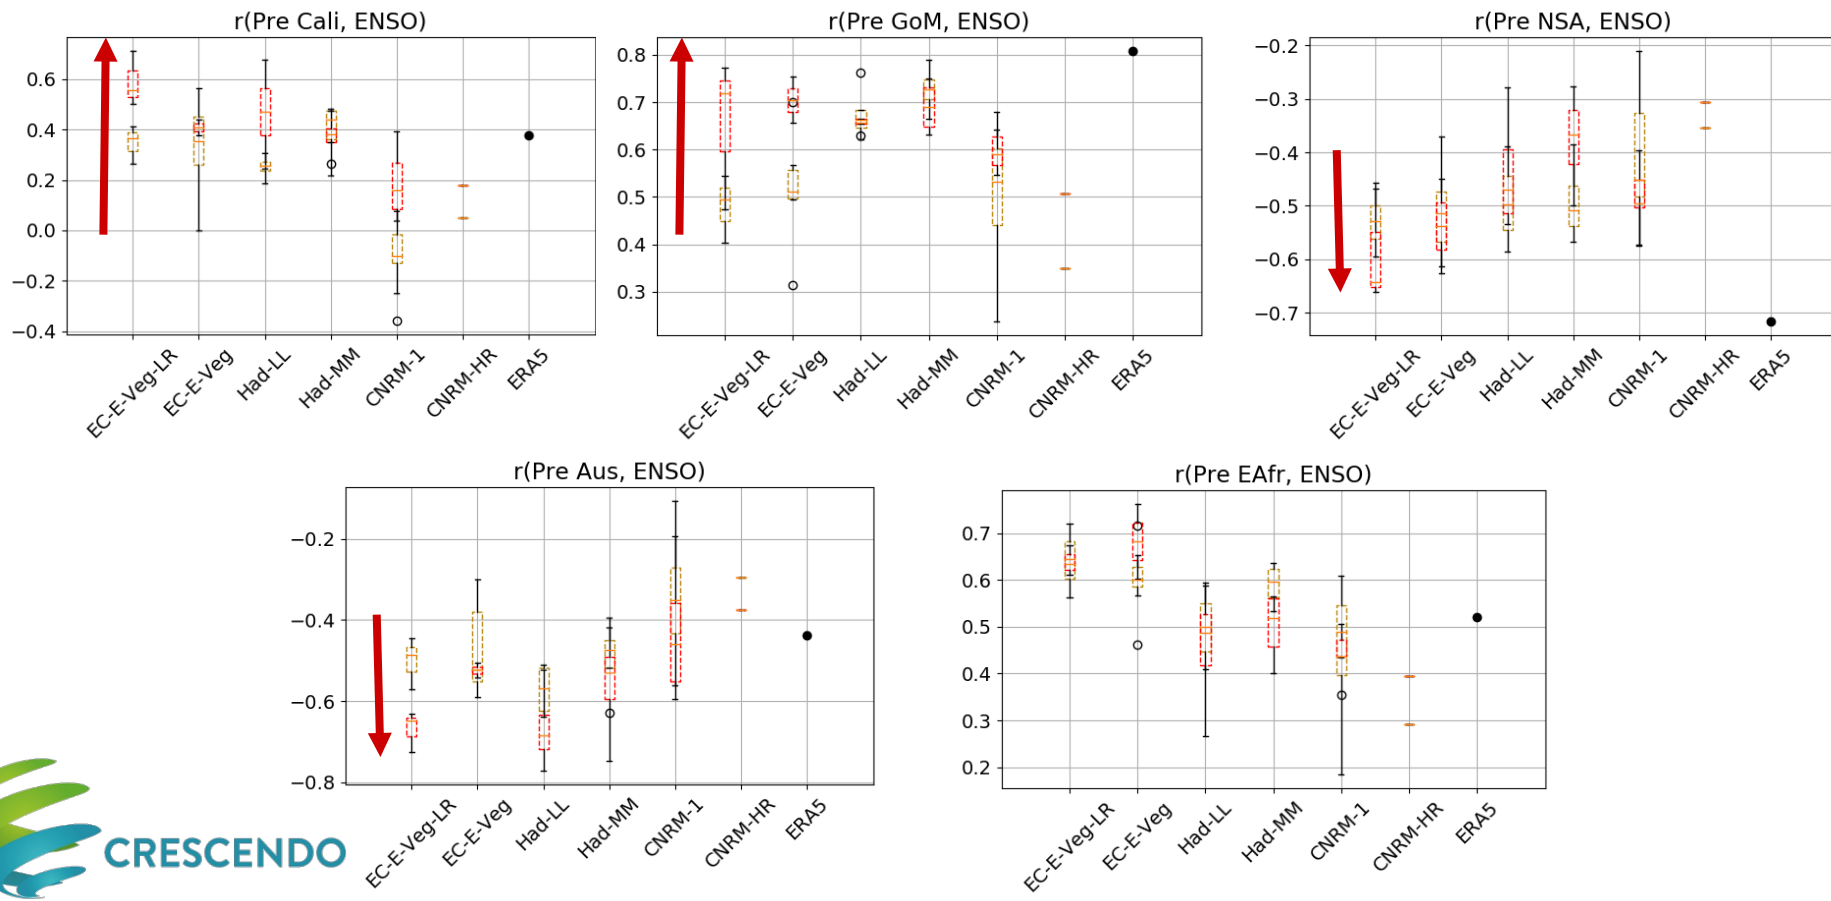 r(Pre Cali, ENSO)
0.6
0.4
0.2
0.0
−0.2
−0.4
EC-E-Veg-LR
EC-E-Veg
Had-LL
Had-MM
CNRM-1
CNRM-HR
ERA5
r(Pre GoM, ENSO)
0.8
0.7
0.6
0.5
0.4
0.3
EC-E-Veg-LR
EC-E-Veg
Had-LL
Had-MM
CNRM-1
CNRM-HR
ERA5
r(Pre NSA, ENSO)
−0.2
−0.3
−0.4
−0.5
−0.6
−0.7
EC-E-Veg-LR
EC-E-Veg
Had-LL
Had-MM
CNRM-1
CNRM-HR
ERA5
r(Pre Aus, ENSO)
−0.2
−0.4
−0.6
−0.8
EC-E-Veg-LR
EC-E-Veg
Had-LL
Had-MM
CNRM-1
CNRM-HR
ERA5
r(Pre EAfr, ENSO)
0.7
0.6
0.5
0.4
0.3
0.2
EC-E-Veg-LR
EC-E-Veg
Had-LL
Had-MM
CNRM-1
CNRM-HR
ERA5
CRESCENDO